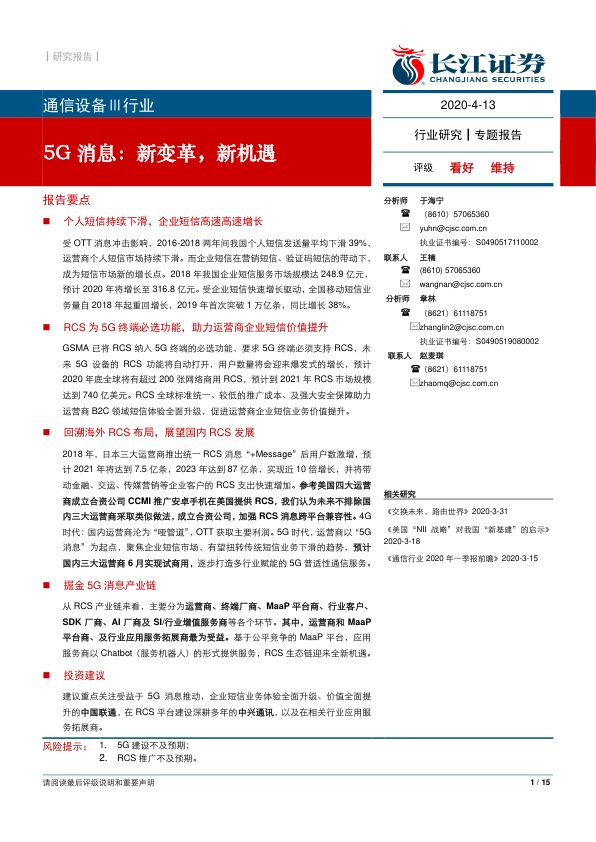 ｜研究报告｜
长江证券
CHANGJIANG SECURITIES
通信设备Ⅲ行业
2020-4-13
5G 消息：新变革，新机遇
行业研究┃专题报告
评级 看好 维持
报告要点
■ 个人短信持续下滑，企业短信高速高速增长
受 OTT 消息冲击影响，2016-2018 两年间我国个人短信发送量平均下滑 39%，
运营商个人短信市场持续下滑。而企业短信在营销短信、验证码短信的带动下，
成为短信市场新的增长点。2018 年我国企业短信服务市场规模达 248.9 亿元，
预计 2020 年将增长至 316.8 亿元。受企业短信快速增长驱动，全国移动短信业
务量自 2018 年起重回增长，2019 年首次突破 1 万亿条，同比增长 38%。
■ RCS 为 5G 终端必选功能，助力运营商企业短信价值提升
GSMA 已将 RCS 纳入 5G 终端的必选功能，要求 5G 终端必须支持 RCS，未
来 5G 设备的 RCS 功能将自动打开，用户数量将会迎来爆发式的增长，预计
2020 年底全球将有超过 200 张网络商用 RCS，预计到 2021 年 RCS 市场规模
达到 740 亿美元。RCS 全球标准统一、较低的推广成本、及强大安全保障助力
运营商 B2C 领域短信体验全面升级，促进运营商企业短信业务价值提升。
■ 回溯海外 RCS 布局，展望国内 RCS 发展
2018 年，日本三大运营商推出统一 RCS 消息 “+Message” 后用户数激增，预
计 2021 年将达到 7.5 亿条，2023 年达到 87 亿条，实现近 10 倍增长，并将带
动金融、交运、传媒营销等企业客户的 RCS 支出快速增加。参考美国四大运营
商成立合资公司 CCMI 推广安卓手机在美国提供 RCS，我们认为未来不排除国
内三大运营商采取类似做法，成立合资公司，加强 RCS 消息跨平台兼容性。4G
时代：国内运营商沦为 “哑管道”，OTT 获取主要利润。5G 时代，运营商以 “5G
消息” 为起点，聚焦企业短信市场，有望扭转传统短信业务下滑的趋势，预计
国内三大运营商 6 月实现试商用，逐步打造多行业赋能的 5G 普适性通信服务。
■ 掘金 5G 消息产业链
从 RCS 产业链来看，主要分为运营商、终端厂商、MaaP 平台商、行业客户、
SDK 厂商、AI 厂商及 SI/行业增值服务商等各个环节。其中，运营商和 MaaP
平台商、及行业应用服务拓展商最为受益。基于公平竞争的 MaaP 平台，应用
服务商以 Chatbot（服务机器人）的形式提供服务，RCS 生态链迎来全新机遇。
■ 投资建议
建议重点关注受益于 5G 消息推动，企业短信业务体验全面升级、价值全面提
升的中国联通，在 RCS 平台建设深耕多年的中兴通讯，以及在相关行业应用服
务拓展商。
风险提示： 1. 5G 建设不及预期；
2. RCS 推广不及预期。
分析师 于海宁
（8610）57065360
yuhn@cjsc.com.cn
执业证书编号：S0490517110002
联系人 王楠
(8610) 57065360
wangnan@cjsc.com.cn
分析师 章林
（8621）61118751
zhanglin2@cjsc.com.cn
执业证书编号：S0490519080002
联系人 赵麦琪
（8621）61118751
zhaomq@cjsc.com.cn
相关研究
《交换未来，路由世界》2020-3-31
《美国 “NII 战略” 对我国 “新基建” 的启示》
2020-3-18
《通信行业 2020 年一季报前瞻》2020-3-15
请阅读最后评级说明和重要声明
1 / 15